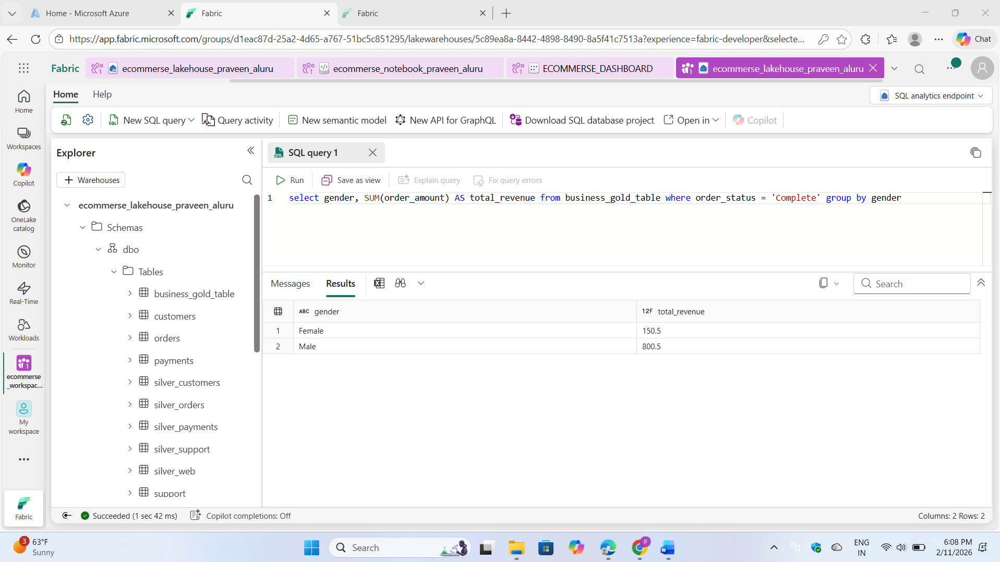 Home - Microsoft Azure
Fabric
Fabric
https://app.fabric.microsoft.com/groups/d1eac87d-25a2-4d65-a767-51bc5c851295/lakewarehouses/5c89ea8a-8442-4898-8490-8a5f41c7513a?experience=fabric-developer&selecte...
Chat
Fabric
ecommerse_lakehouse_praveen_aluru
ecommerse_notebook_praveen_aluru
ECOMMERSE_DASHBOARD
ecommerse_lakehouse_praveen_aluru
Home
Help
SQL analytics endpoint
New SQL query
Query activity
New semantic model
New API for GraphQL
Download SQL database project
Open in
Copilot
Home
Workspaces
Copilot
OneLake
catalog
Monitor
Real-Time
Workloads
ecommerse
_workspac...
My
workspace
Fabric
Explorer
Warehouses
ecommerse_lakehouse_praveen_aluru
Schemas
dbo
Tables
business_gold_table
customers
orders
payments
silver_customers
silver_orders
silver_payments
silver_support
silver_web
support
SQL query 1
Run
Save as view
Explain query
Fix query errors
1 select gender, SUM(order_amount) AS total_revenue from business_gold_table where order_status = 'Complete' group by gender
Messages
Results
Search
ABC gender 1.2F total_revenue
1 Female 150.5
2 Male 800.5
Succeeded (1 sec 42 ms)
Copilot completions: Off
Columns: 2 Rows: 2
3
63°F
Sunny
Search
P
ENG
IN
6:08 PM
2/11/2026